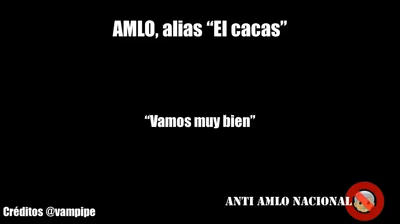 AMLO, alias “El cacas”
“Vamos muy bien”
ANTI AMLO NACIONAL
Créditos @vampipe